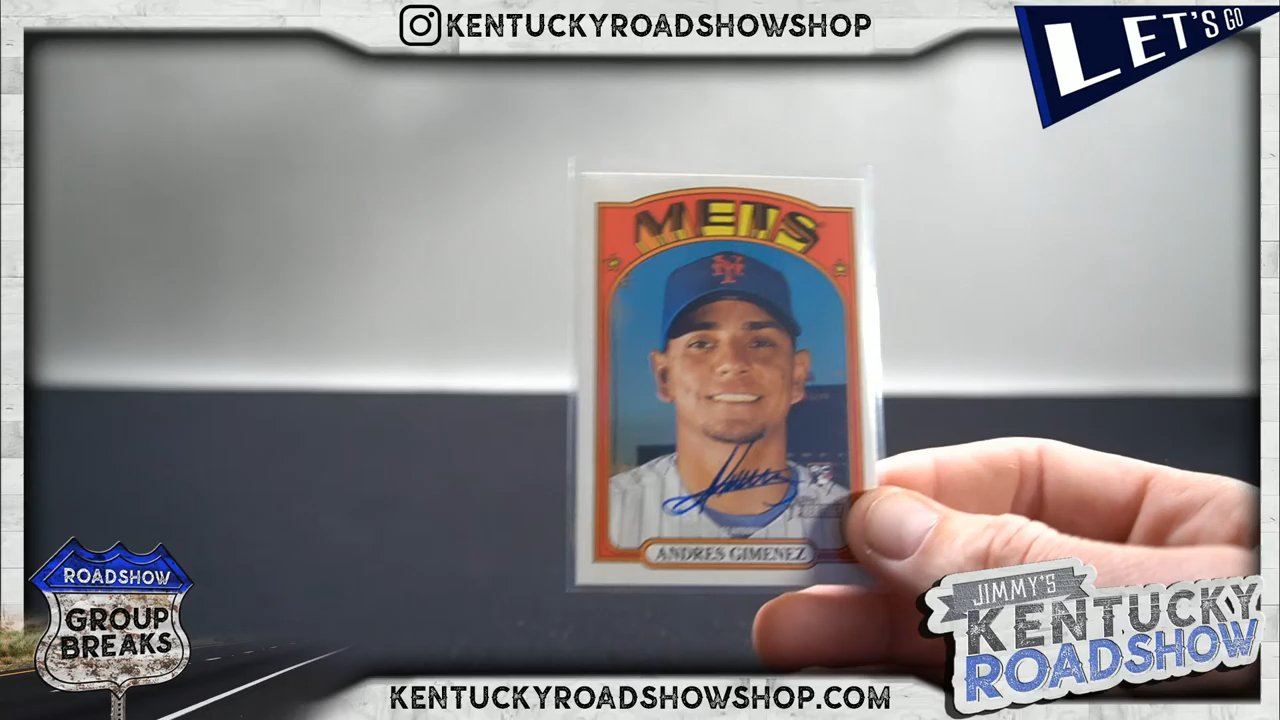 KENTUCKYROADSHOWSHOP
LET'S GO
METS
ANDRES GIMENEZ
ROADSHOW
GROUP
BREAKS
JIMMY'S
KENTUCKY
ROADSHOW
KENTUCKYROADSHOWSHOP.COM